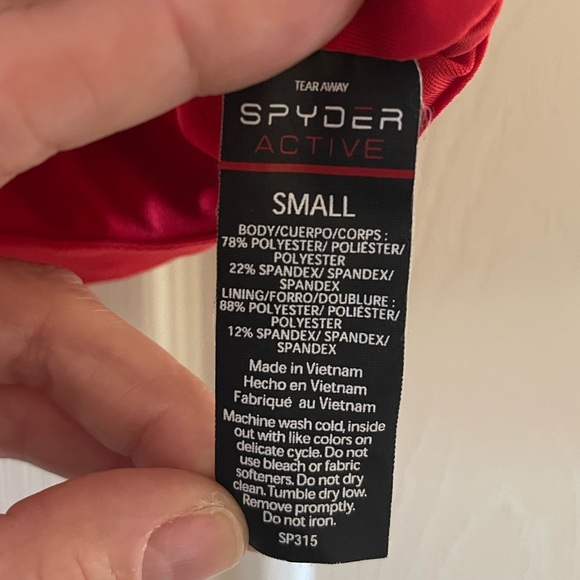 TEAR AWAY
SPYDER
ACTIVE
SMALL
BODY/CUERPO/CORPS :
78% POLYESTER/ POLIÉSTER/
POLYESTER
22% SPANDEX/ SPANDEX/
SPANDEX
LINING/FORRO/DOUBLURE :
88% POLYESTER/ POLIÉSTER/
POLYESTER
12% SPANDEX/ SPANDEX/
SPANDEX
Made in Vietnam
Hecho en Vietnam
Fabriqué au Vietnam
Machine wash cold, inside
out with like colors on
delicate cycle. Do not
use bleach or fabric
softeners. Do not dry
clean. Tumble dry low.
Remove promptly.
Do not iron.
SP315